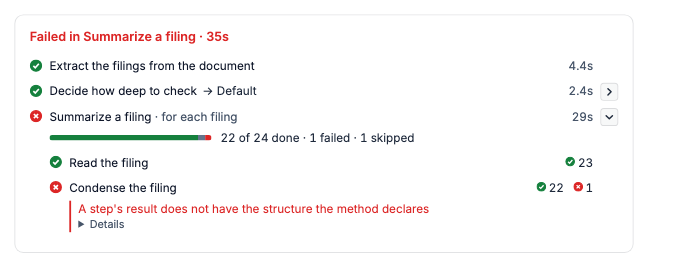 Failed in Summarize a filing · 35s
Extract the filings from the document 4.4s
Decide how deep to check → Default 2.4s
Summarize a filing · for each filing 29s
22 of 24 done · 1 failed · 1 skipped
Read the filing 23
Condense the filing 22 1
A step's result does not have the structure the method declares
Details